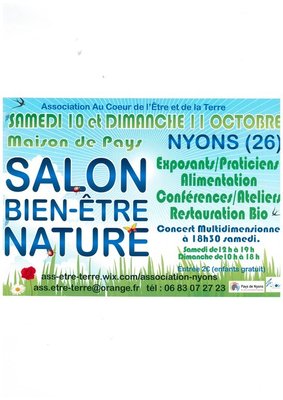 Association Au Coeur de l'Être et de la Terre
SAMEDI 10 et DIMANCHE 11 OCTOBRE
Maison de Pays
NYONS (26)
SALON
BIEN-ÊTRE
NATURE
Exposants/Praticiens
Alimentation
Conférences/Ateliers
Restauration Bio
Concert Multidimensionne
à 18h30 samedi.
Samedi de 12h à 19h
Dimanche de 10h à 18h
Entrée 2€ (enfants gratuit)
ass-etre-terre.wix.com/association-nyons
ass.etre-terre@orange.fr tél : 06 83 07 27 23
Pays de Nyons